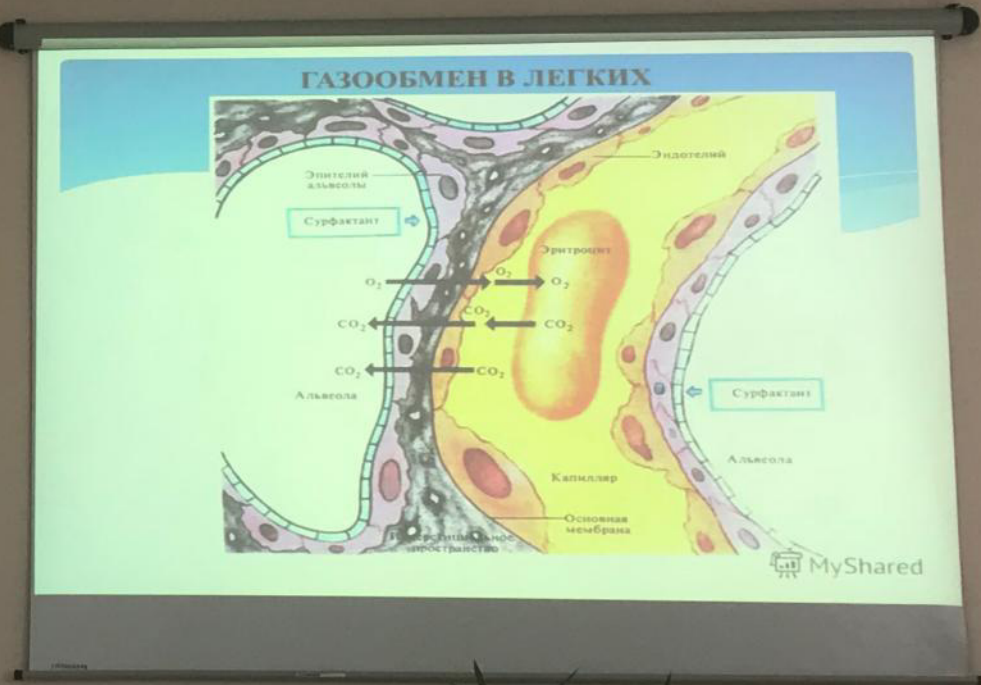 ГАЗООБМЕН В ЛЕГКИХ
Эндотелий
Эпителий
альвеолы
Сурфактант
Эритроцит
O₂
O₂
O₂
CO₂
CO₂
CO₂
CO₂
CO₂
Альвеола
Сурфактант
Альвеола
Капилляр
Основная
мембрана
Интерстициальное
пространство
MyShared